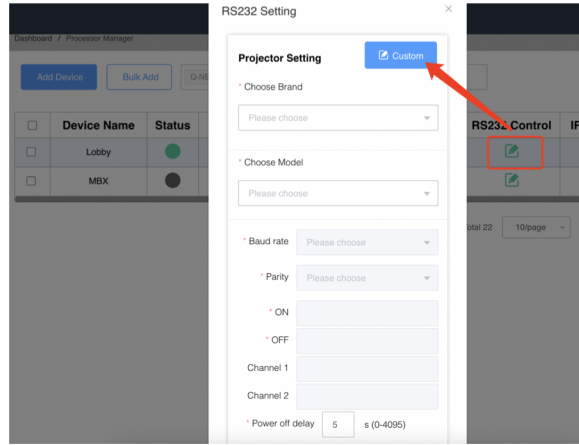 RS232 Setting ×
Dashboard / Processor Manager
Projector Setting
Custom
Add Device
Bulk Add
* Choose Brand
Please choose
Device Name
Status
RS232 Control
Lobby
* Choose Model
MBX
Please choose
total 22
10/page
* Baud rate
Please choose
* Parity
Please choose
* ON
* OFF
Channel 1
Channel 2
* Power off delay 5 s (0-4095)